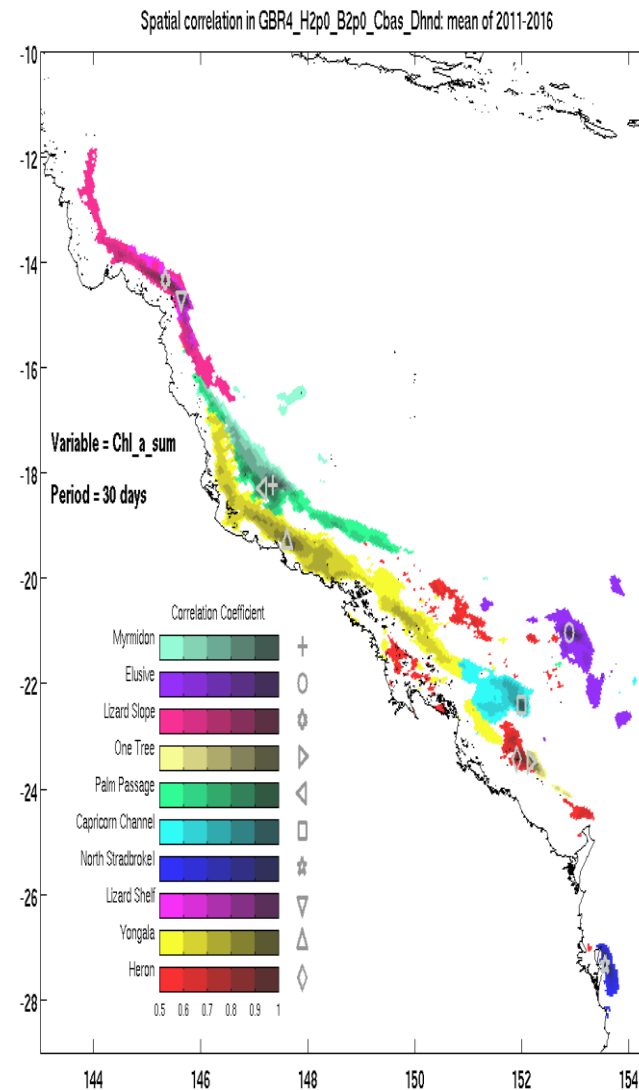 Spatial correlation in GBR4_H2p0_B2p0_Cbas_Dhnd: mean of 2011-2016
-10
-12
-14
-16
Variable = Chl_a_sum
-18
Period = 30 days
-20
Correlation Coefficient
Myrmidon
Elusive
-22
Lizard Slope
One Tree
-24
Palm Passage
Capricorn Channel
North Stradbrokel
-26
Lizard Shelf
Yongala
Heron
-28
0.5 0.6 0.7 0.8 0.9 1
144 146 148 150 152 154